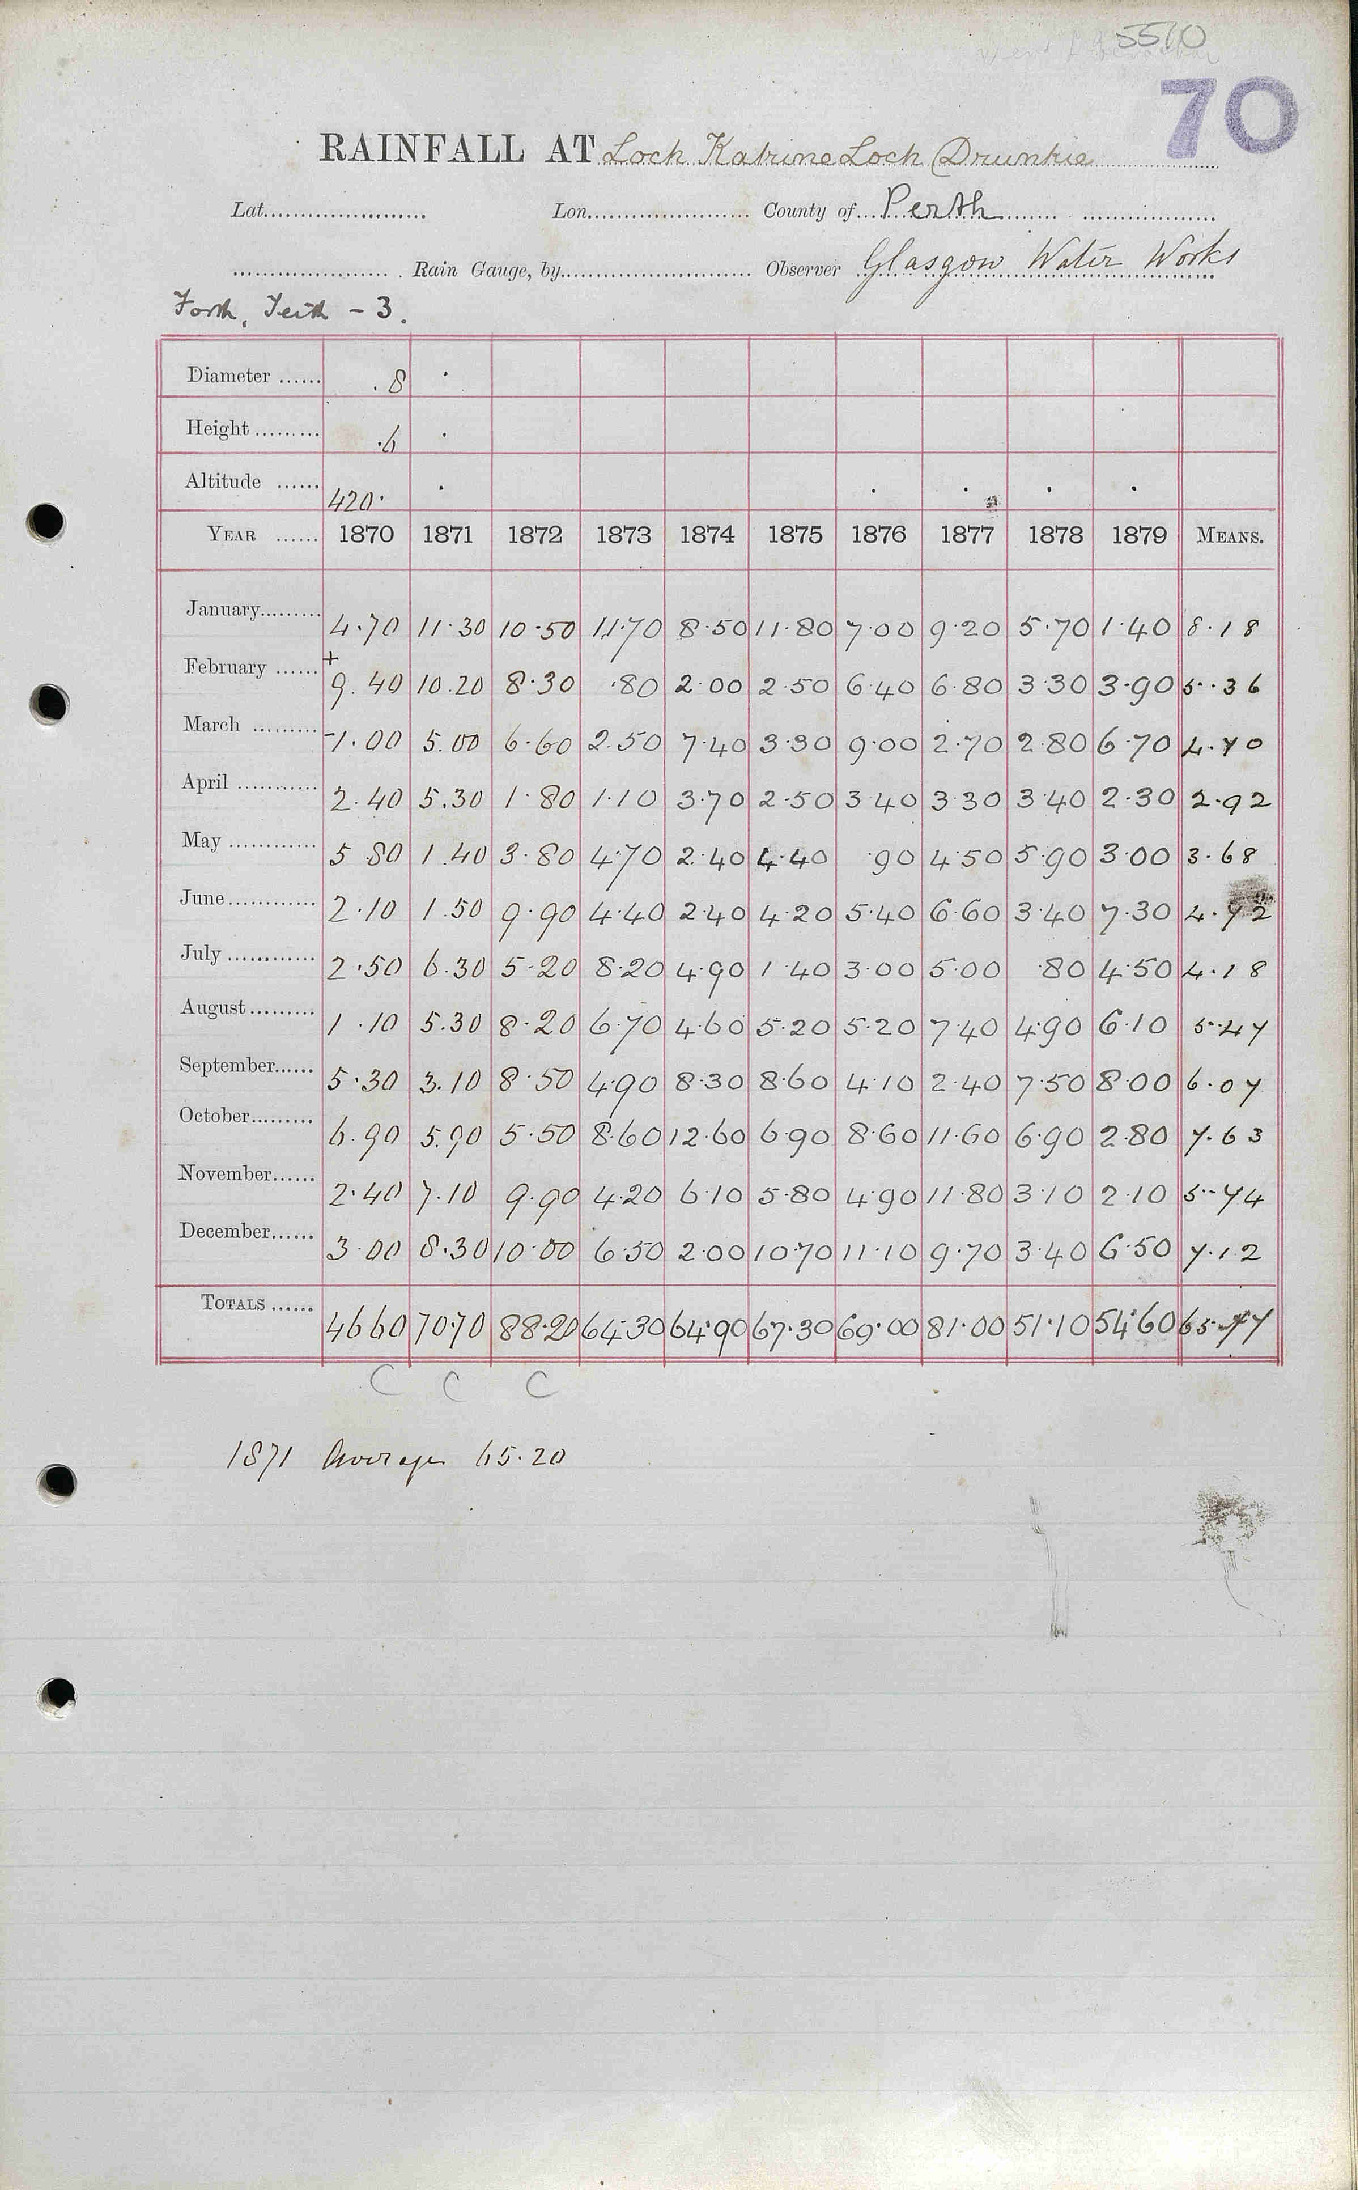 5510
70
RAINFALL AT Loch Katrine Loch Drunkie
Lat. Lon. County of Perth
Rain Gauge, by Observer Glasgow Water Works
Forth, Teith - 3.
Diameter ...... .8
Height ......... .6
Altitude ...... 420.
YEAR ...... 1870 1871 1872 1873 1874 1875 1876 1877 1878 1879 MEANS.
January......... 4.70 11.30 10.50 11.70 8.50 11.80 7.00 9.20 5.70 1.40 8.18
February ...... + 9.40 10.20 8.30 .80 2.00 2.50 6.40 6.80 3.30 3.90 5.36
March ......... -1.00 5.00 6.60 2.50 7.40 3.30 9.00 2.70 2.80 6.70 4.70
April ............ 2.40 5.30 1.80 1.10 3.70 2.50 3.40 3.30 3.40 2.30 2.92
May ............. 5.80 1.40 3.80 4.70 2.40 4.40 .90 4.50 5.90 3.00 3.68
June............. 2.10 1.50 9.90 4.40 2.40 4.20 5.40 6.60 3.40 7.30 4.72
July ............. 2.50 6.30 5.20 8.20 4.90 1.40 3.00 5.00 .80 4.50 4.18
August.......... 1.10 5.30 8.20 6.70 4.60 5.20 5.20 7.40 4.90 6.10 5.47
September...... 5.30 3.10 8.50 4.90 8.30 8.60 4.10 2.40 7.50 8.00 6.07
October......... 6.90 5.90 5.50 8.60 12.60 6.90 8.60 11.60 6.90 2.80 7.63
November...... 2.40 7.10 9.90 4.20 6.10 5.80 4.90 11.80 3.10 2.10 5.74
December...... 3.00 8.30 10.00 6.50 2.00 10.70 11.10 9.70 3.40 6.50 7.12
TOTALS ...... 46.60 70.70 88.20 64.30 64.90 67.30 69.00 81.00 51.10 54.60 65.77
C C C
1871 Average 65.20